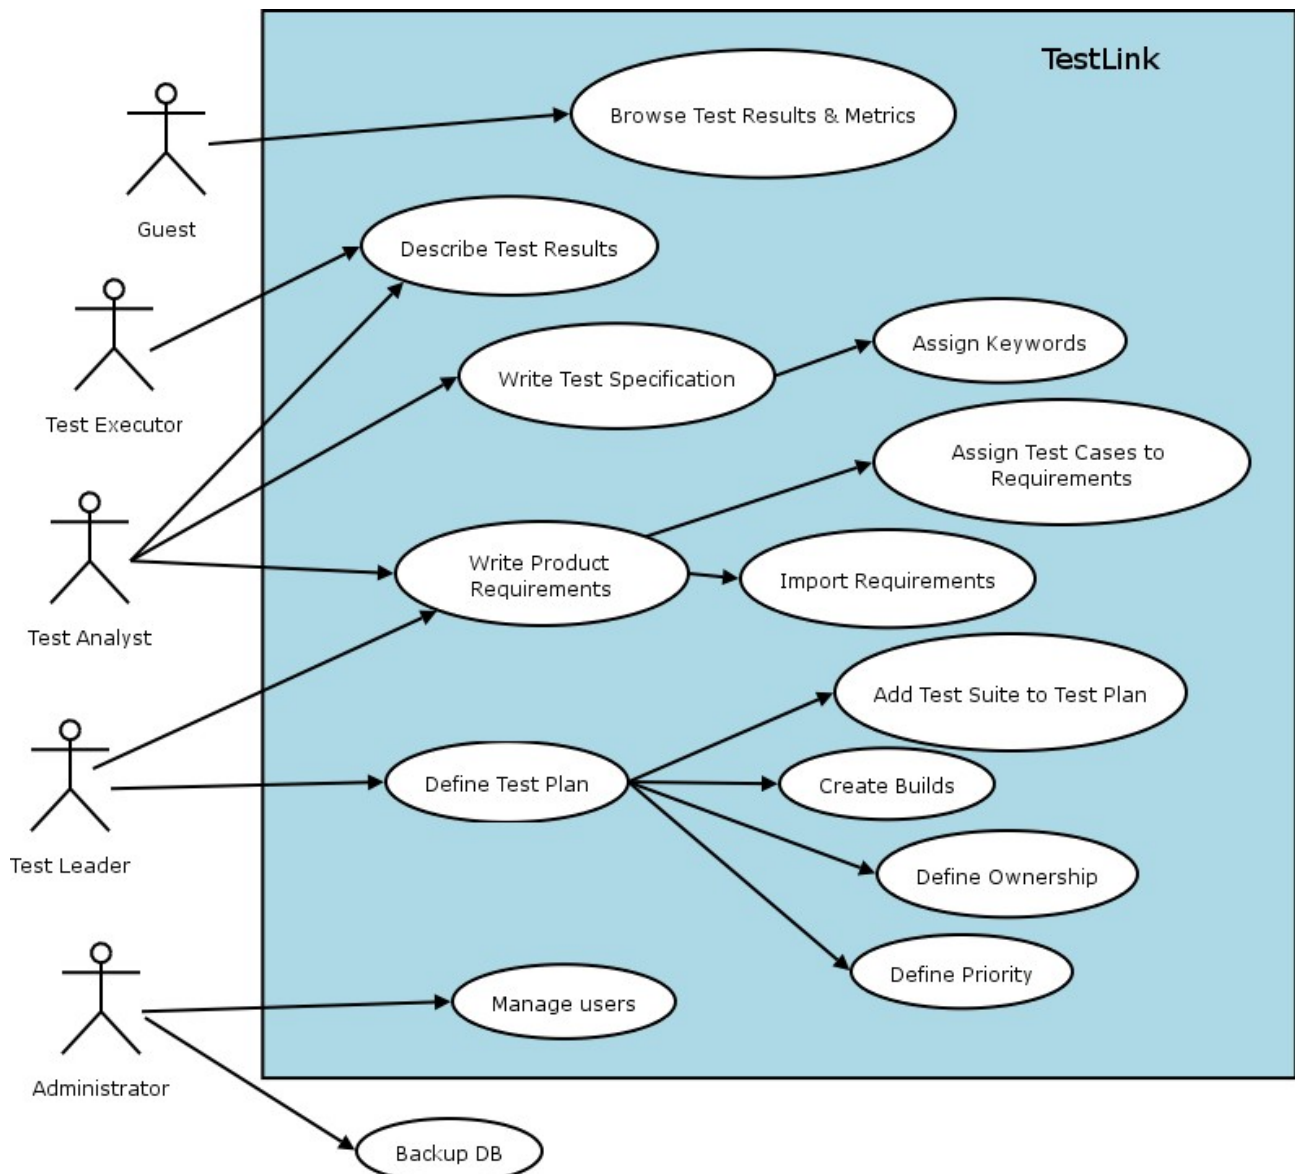 TestLink
Browse Test Results & Metrics
Guest
Describe Test Results
Assign Keywords
Write Test Specification
Test Executor
Assign Test Cases to
Requirements
Write Product
Requirements
Import Requirements
Test Analyst
Add Test Suite to Test Plan
Define Test Plan
Create Builds
Test Leader
Define Ownership
Define Priority
Manage users
Administrator
Backup DB